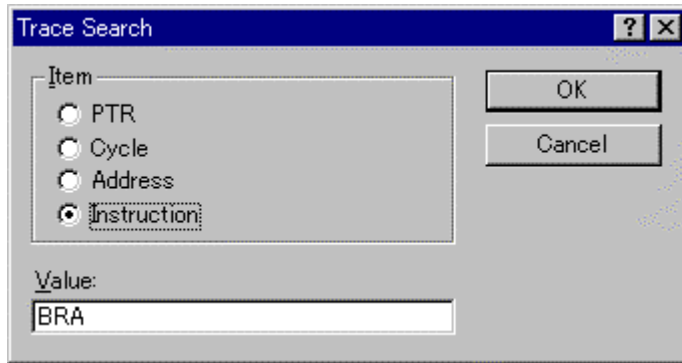 Trace Search
Item
PTR
Cycle
Address
Instruction
OK
Cancel
Value:
BRA